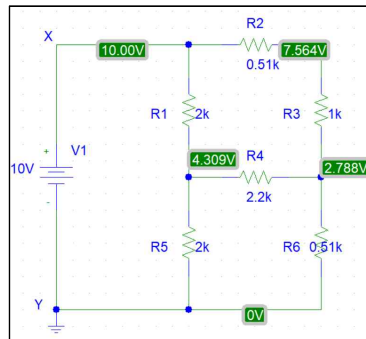 R2
X
10.00V
7.564V
0.51k
R1
2k
R3
1k
V1
4.309V
R4
2.788V
+
10V
2.2k
-
R5
2k
R6
0.51k
Y
0V